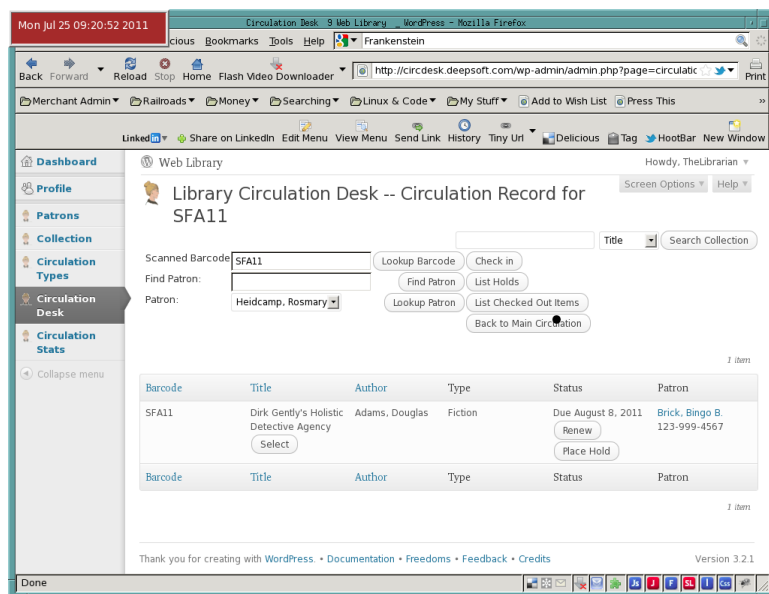 Mon Jul 25 09:20:52 2011
Circulation Desk 9 Web Library _ WordPress - Mozilla Firefox
cious Bookmarks Tools Help Frankenstein
Back Forward Reload Stop Home Flash Video Downloader http://circdesk.deepsoft.com/wp-admin/admin.php?page=circulatic Print
Merchant Admin Railroads Money Searching Linux & Code My Stuff Add to Wish List Press This »
LinkedIn Share on LinkedIn Edit Menu View Menu Send Link History Tiny Url Delicious Tag HootBar New Window
Dashboard
Profile
Patrons
Collection
Circulation
Types
Circulation
Desk
Circulation
Stats
Collapse menu
Web Library Howdy, TheLibrarian
Screen Options Help
Library Circulation Desk -- Circulation Record for
SFA11
Title Search Collection
Scanned Barcode SFA11 Lookup Barcode Check in
Find Patron: Find Patron List Holds
Patron: Heidcamp, Rosmary Lookup Patron List Checked Out Items
Back to Main Circulation
1 item
Barcode Title Author Type Status Patron
SFA11 Dirk Gently's Holistic Adams, Douglas Fiction Due August 8, 2011 Brick, Bingo B.
Detective Agency Renew 123-999-4567
Select Place Hold
Barcode Title Author Type Status Patron
1 item
Thank you for creating with WordPress. • Documentation • Freedoms • Feedback • Credits Version 3.2.1
Done Js J F SL I Css